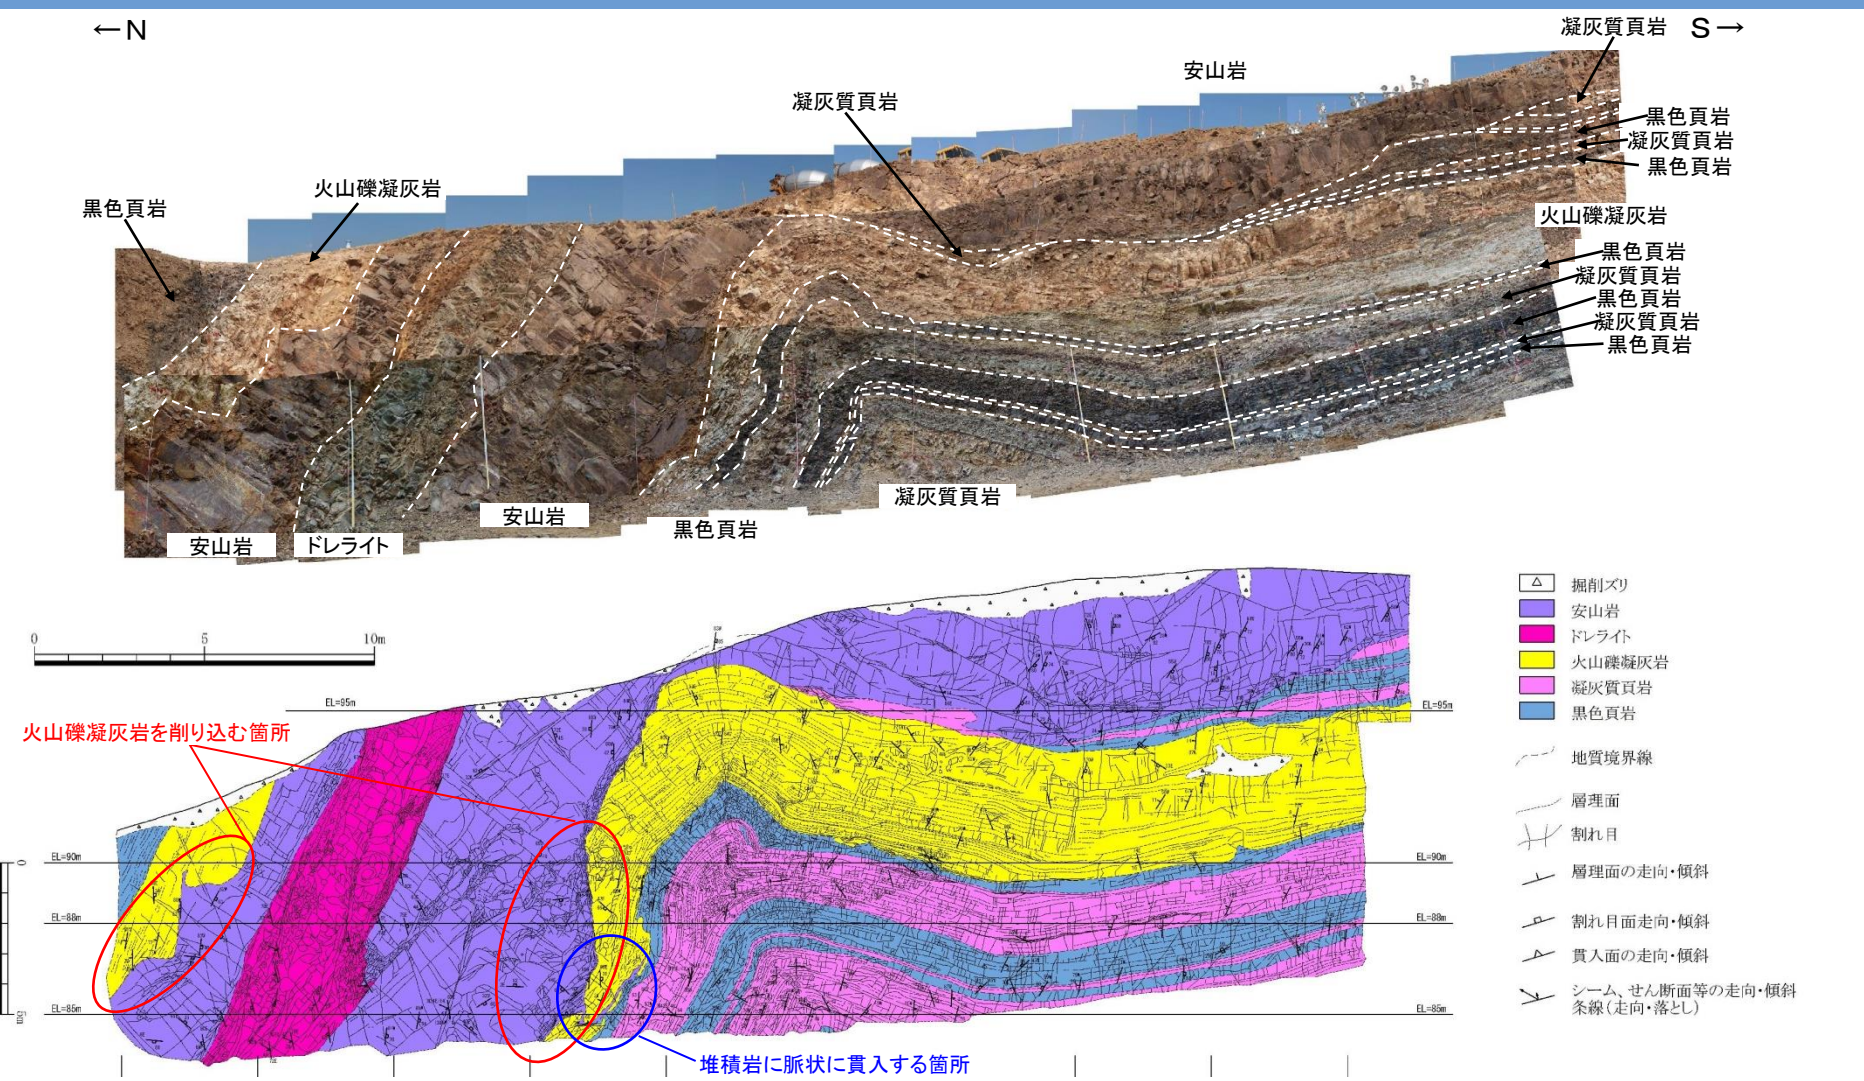 ←N
凝灰質頁岩
S→
安山岩
凝灰質頁岩
黒色頁岩
凝灰質頁岩
黒色頁岩
火山礫凝灰岩
黒色頁岩
火山礫凝灰岩
黒色頁岩
凝灰質頁岩
黒色頁岩
凝灰質頁岩
黒色頁岩
凝灰質頁岩
安山岩
黒色頁岩
安山岩
ドレライト
0 5 10m
EL=95m
EL=95m
火山礫凝灰岩を削り込む箇所
0
EL=90m
EL=90m
EL=88m
EL=88m
5m
EL=85m
EL=85m
堆積岩に脈状に貫入する箇所
掘削ズリ
安山岩
ドレライト
火山礫凝灰岩
凝灰質頁岩
黒色頁岩
地質境界線
層理面
割れ目
層理面の走向・傾斜
割れ目面走向・傾斜
貫入面の走向・傾斜
シーム、せん断面等の走向・傾斜
条線(走向・落とし)